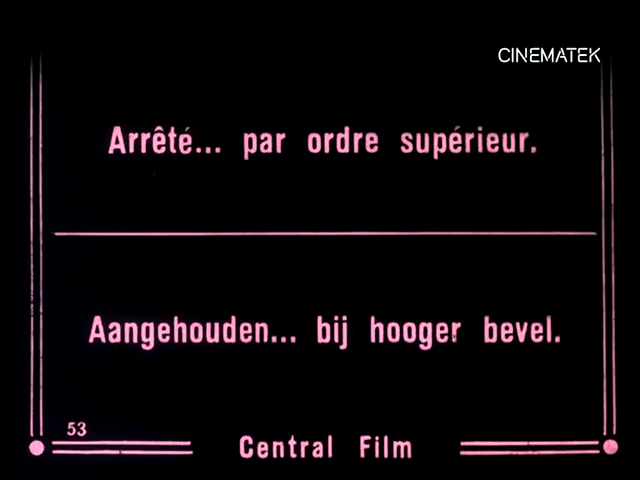 CINEMATEK
Arrêté... par ordre supérieur.
Aangehouden... bij hooger bevel.
53
Central Film